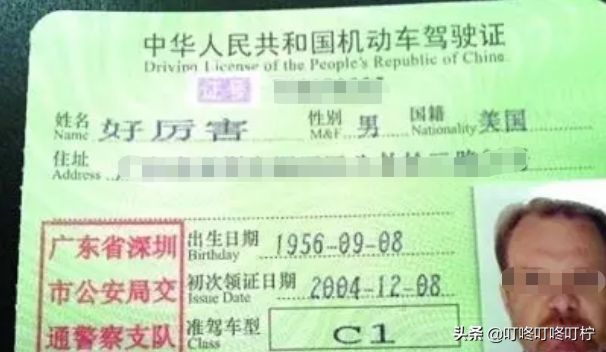 中华人民共和国机动车驾驶证
Driving License of the People's Republic of China
证号
姓名 好厉害 性别 男 国籍 美国
Name M&F Nationality
住址
Address
广东省深圳 出生日期 1956-09-08
Birthday
市公安局交 初次领证日期 2004-12-08
Issue Date
通警察支队 准驾车型 C1
Class
头条 @叮咚叮咚叮柠